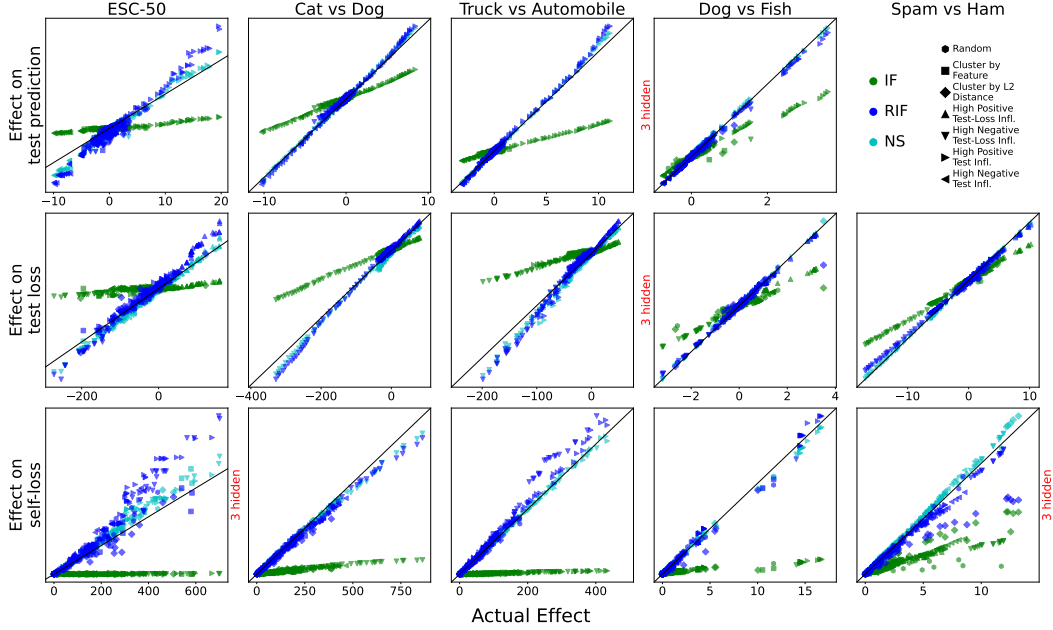 ESC-50
Cat vs Dog
Truck vs Automobile
Dog vs Fish
Spam vs Ham
Effect on
test prediction
−10 0 10 20
−10 0 10
0 5 10
3 hidden
0 2
IF
RIF
NS
Random
Cluster by
Feature
Cluster by L2
Distance
High Positive
Test-Loss Infl.
High Negative
Test-Loss Infl.
High Positive
Test Infl.
High Negative
Test Infl.
Effect on
test loss
−200 0
−400 −200 0
−200 −100 0
3 hidden
−2 0 2 4
−10 0 10
Effect on
self-loss
0 200 400 600
3 hidden
0 250 500 750
0 200 400
0 5 10 15
0 5 10
3 hidden
Actual Effect